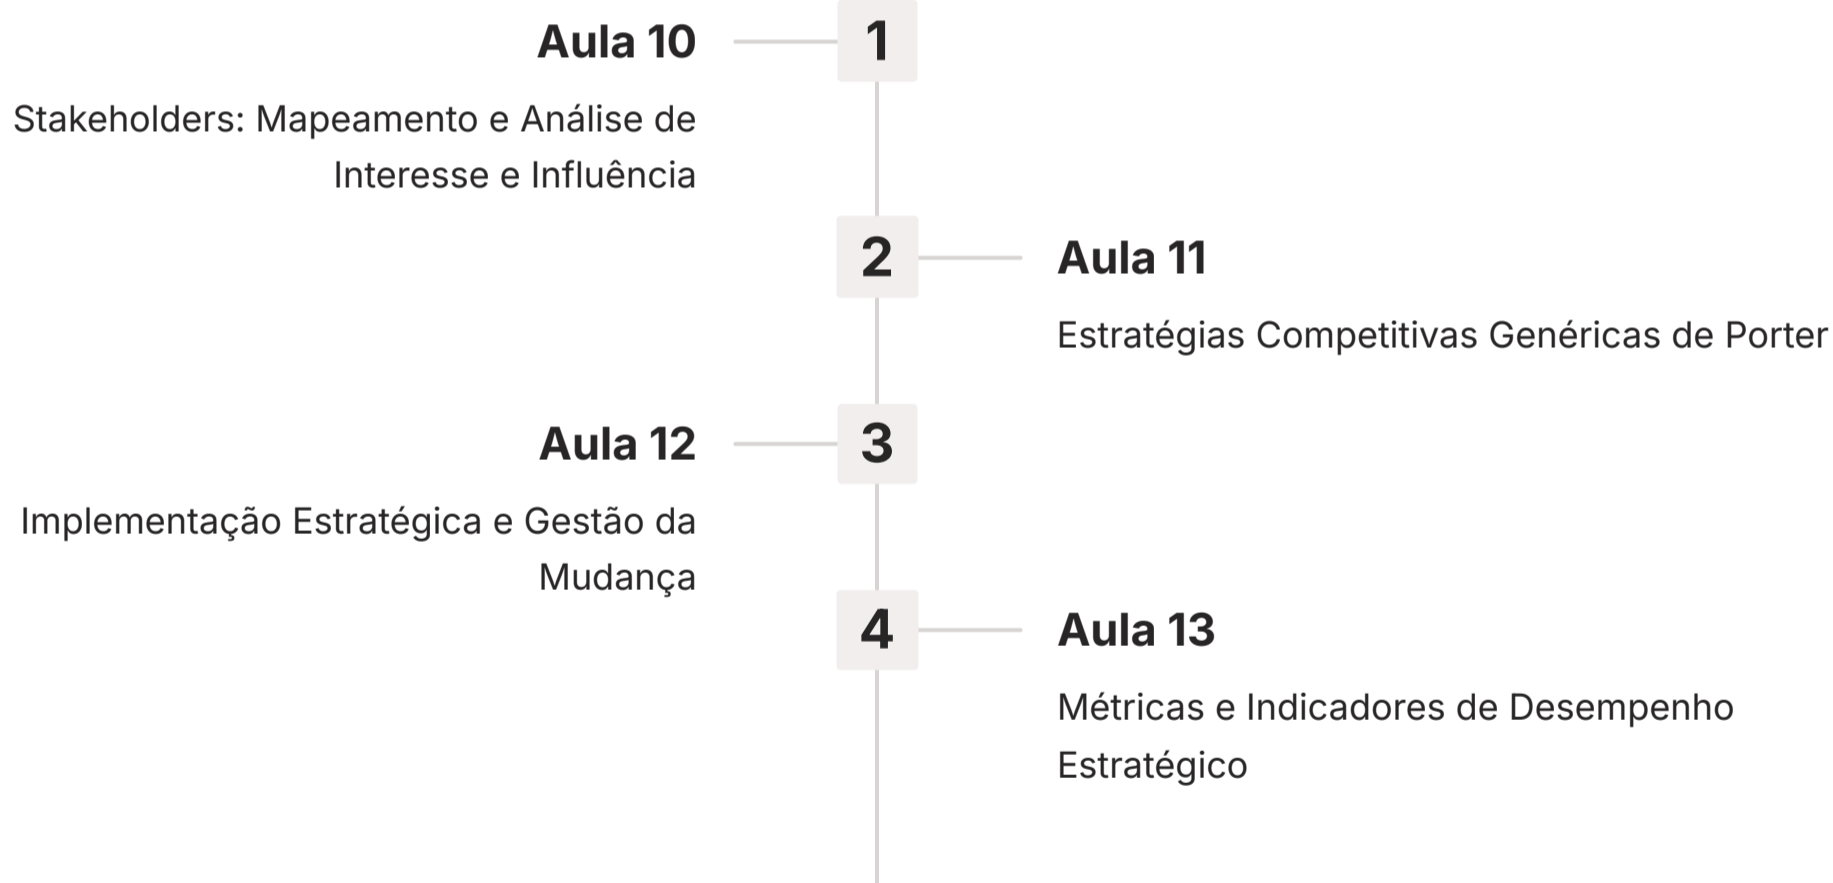 Aula 10
1
Stakeholders: Mapeamento e Análise de
Interesse e Influência
2
Aula 11
Estratégias Competitivas Genéricas de Porter
Aula 12
3
Implementação Estratégica e Gestão da
Mudança
4
Aula 13
Métricas e Indicadores de Desempenho
Estratégico